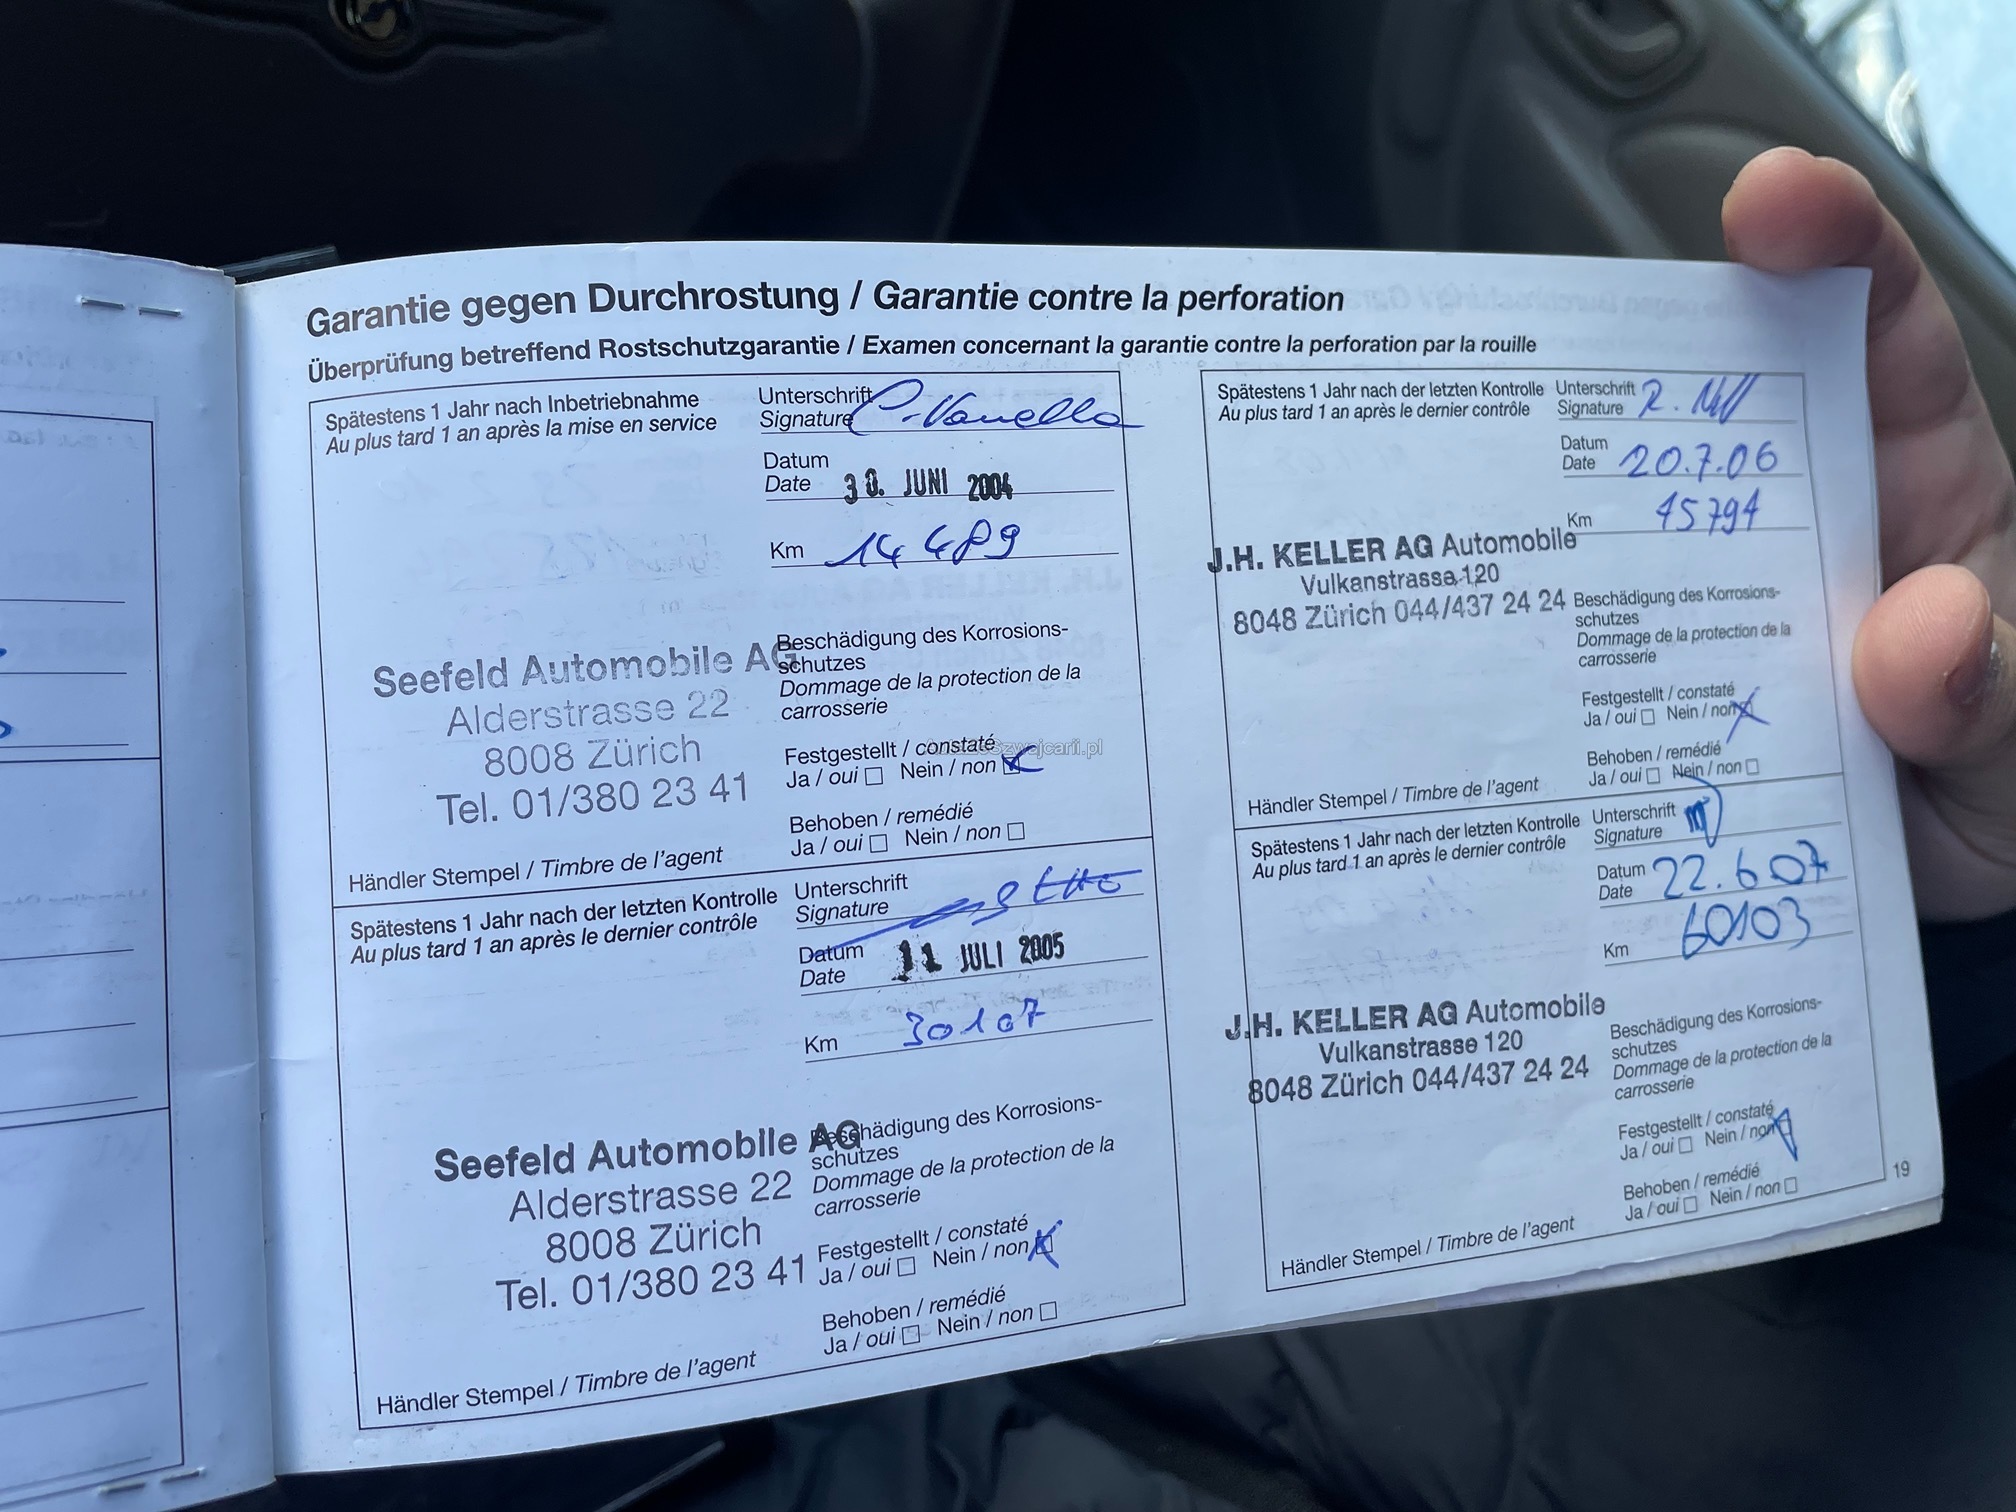 Garantie gegen Durchrostung / Garantie contre la perforation
Überprüfung betreffend Rostschutzgarantie / Examen concernant la garantie contre la perforation par la rouille
Spätestens 1 Jahr nach Inbetriebnahme
Au plus tard 1 an après la mise en service
Unterschrift
Signature
Datum
Date 30. JUNI 2004
Km 14 489
Seefeld Automobile AG
Alderstrasse 22
8008 Zürich
Tel. 01/380 23 41
Beschädigung des Korrosions-
schutzes
Dommage de la protection de la
carrosserie
Festgestellt / constaté
Ja / oui Nein / non
Behoben / remédié
Ja / oui Nein / non
Händler Stempel / Timbre de l'agent
Spätestens 1 Jahr nach der letzten Kontrolle
Au plus tard 1 an après le dernier contrôle
Unterschrift
Signature
Datum
Date 11 JULI 2005
Km 30107
Seefeld Automobile AG
Alderstrasse 22
8008 Zürich
Tel. 01/380 23 41
Beschädigung des Korrosions-
schutzes
Dommage de la protection de la
carrosserie
Festgestellt / constaté
Ja / oui Nein / non
Behoben / remédié
Ja / oui Nein / non
Händler Stempel / Timbre de l'agent
Spätestens 1 Jahr nach der letzten Kontrolle
Au plus tard 1 an après le dernier contrôle
Unterschrift
Signature
Datum
Date 20.7.06
Km 45794
J.H. KELLER AG Automobile
Vulkanstrasse 120
8048 Zürich 044/437 24 24
Beschädigung des Korrosions-
schutzes
Dommage de la protection de la
carrosserie
Festgestellt / constaté
Ja / oui Nein / non
Behoben / remédié
Ja / oui Nein / non
Händler Stempel / Timbre de l'agent
Spätestens 1 Jahr nach der letzten Kontrolle
Au plus tard 1 an après le dernier contrôle
Unterschrift
Signature
Datum
Date 22.6 07
Km 60103
J.H. KELLER AG Automobile
Vulkanstrasse 120
8048 Zürich 044/437 24 24
Beschädigung des Korrosions-
schutzes
Dommage de la protection de la
carrosserie
Festgestellt / constaté
Ja / oui Nein / non
Behoben / remédié
Ja / oui Nein / non
Händler Stempel / Timbre de l'agent
19